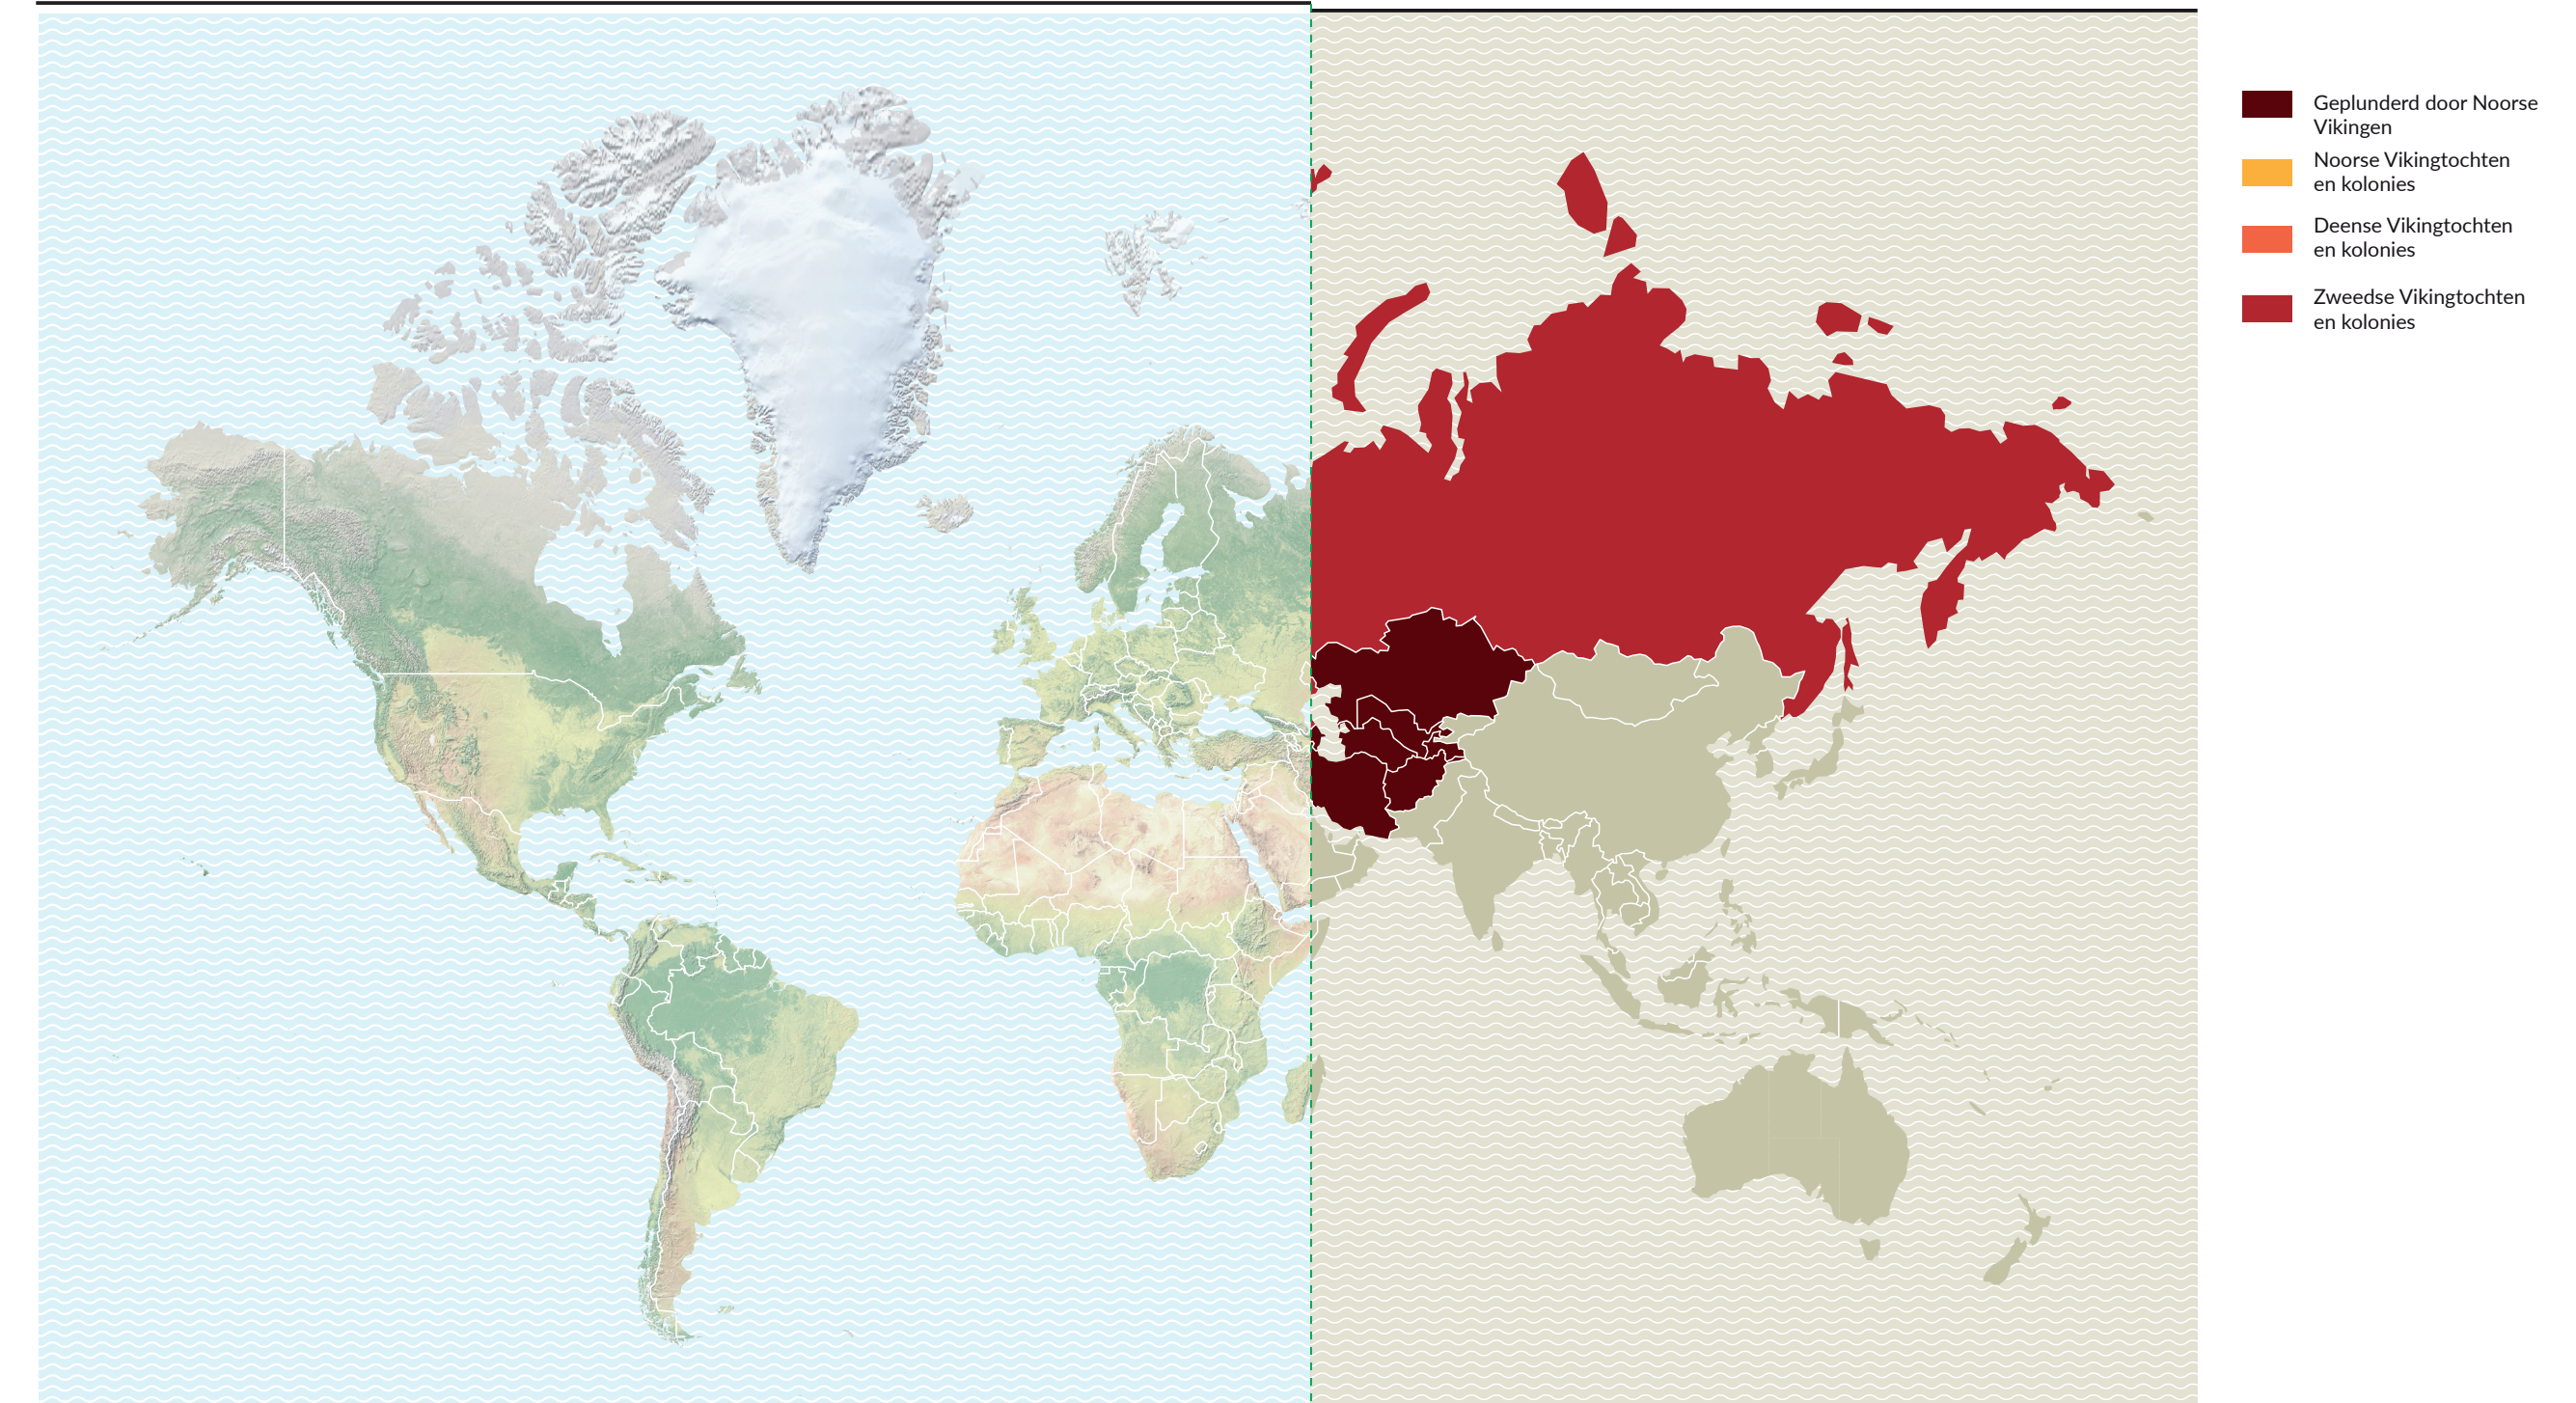 Geplunderd door Noorse
Vikingen
Noorse Vikingtochten
en kolonies
Deense Vikingtochten
en kolonies
Zweedse Vikingtochten
en kolonies